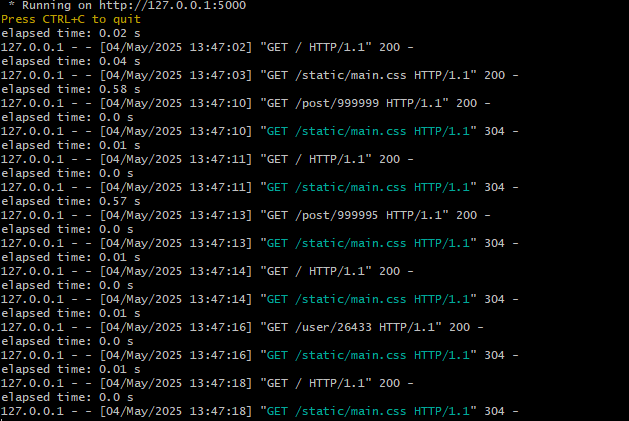 * Running on http://127.0.0.1:5000
Press CTRL+C to quit
elapsed time: 0.02 s
127.0.0.1 - - [04/May/2025 13:47:02] "GET / HTTP/1.1" 200 -
elapsed time: 0.04 s
127.0.0.1 - - [04/May/2025 13:47:03] "GET /static/main.css HTTP/1.1" 200 -
elapsed time: 0.58 s
127.0.0.1 - - [04/May/2025 13:47:10] "GET /post/999999 HTTP/1.1" 200 -
elapsed time: 0.0 s
127.0.0.1 - - [04/May/2025 13:47:10] "GET /static/main.css HTTP/1.1" 304 -
elapsed time: 0.01 s
127.0.0.1 - - [04/May/2025 13:47:11] "GET / HTTP/1.1" 200 -
elapsed time: 0.0 s
127.0.0.1 - - [04/May/2025 13:47:11] "GET /static/main.css HTTP/1.1" 304 -
elapsed time: 0.57 s
127.0.0.1 - - [04/May/2025 13:47:13] "GET /post/999995 HTTP/1.1" 200 -
elapsed time: 0.0 s
127.0.0.1 - - [04/May/2025 13:47:13] "GET /static/main.css HTTP/1.1" 304 -
elapsed time: 0.01 s
127.0.0.1 - - [04/May/2025 13:47:14] "GET / HTTP/1.1" 200 -
elapsed time: 0.0 s
127.0.0.1 - - [04/May/2025 13:47:14] "GET /static/main.css HTTP/1.1" 304 -
elapsed time: 0.01 s
127.0.0.1 - - [04/May/2025 13:47:16] "GET /user/26433 HTTP/1.1" 200 -
elapsed time: 0.0 s
127.0.0.1 - - [04/May/2025 13:47:16] "GET /static/main.css HTTP/1.1" 304 -
elapsed time: 0.01 s
127.0.0.1 - - [04/May/2025 13:47:18] "GET / HTTP/1.1" 200 -
elapsed time: 0.0 s
127.0.0.1 - - [04/May/2025 13:47:18] "GET /static/main.css HTTP/1.1" 304 -